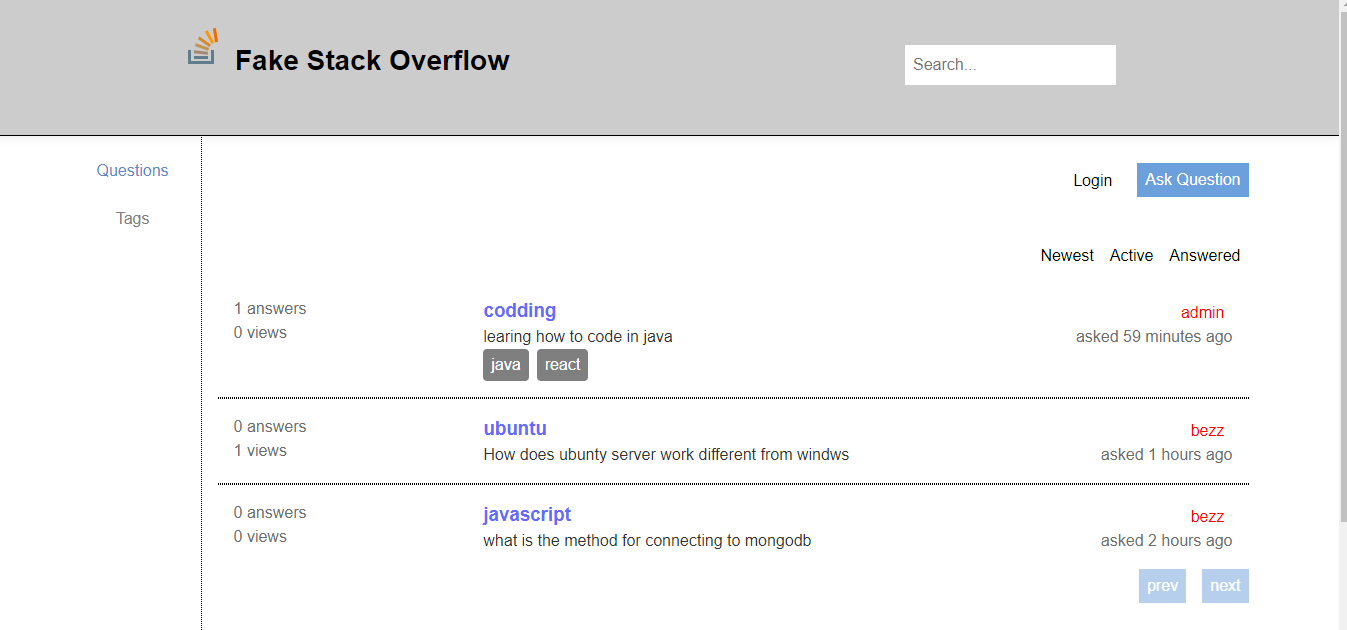 Fake Stack Overflow
Search...
Questions
Tags
Login
Ask Question
Newest Active Answered
1 answers
0 views
codding
learing how to code in java
java react
admin
asked 59 minutes ago
0 answers
1 views
ubuntu
How does ubunty server work different from windws
bezz
asked 1 hours ago
0 answers
0 views
javascript
what is the method for connecting to mongodb
bezz
asked 2 hours ago
prev next